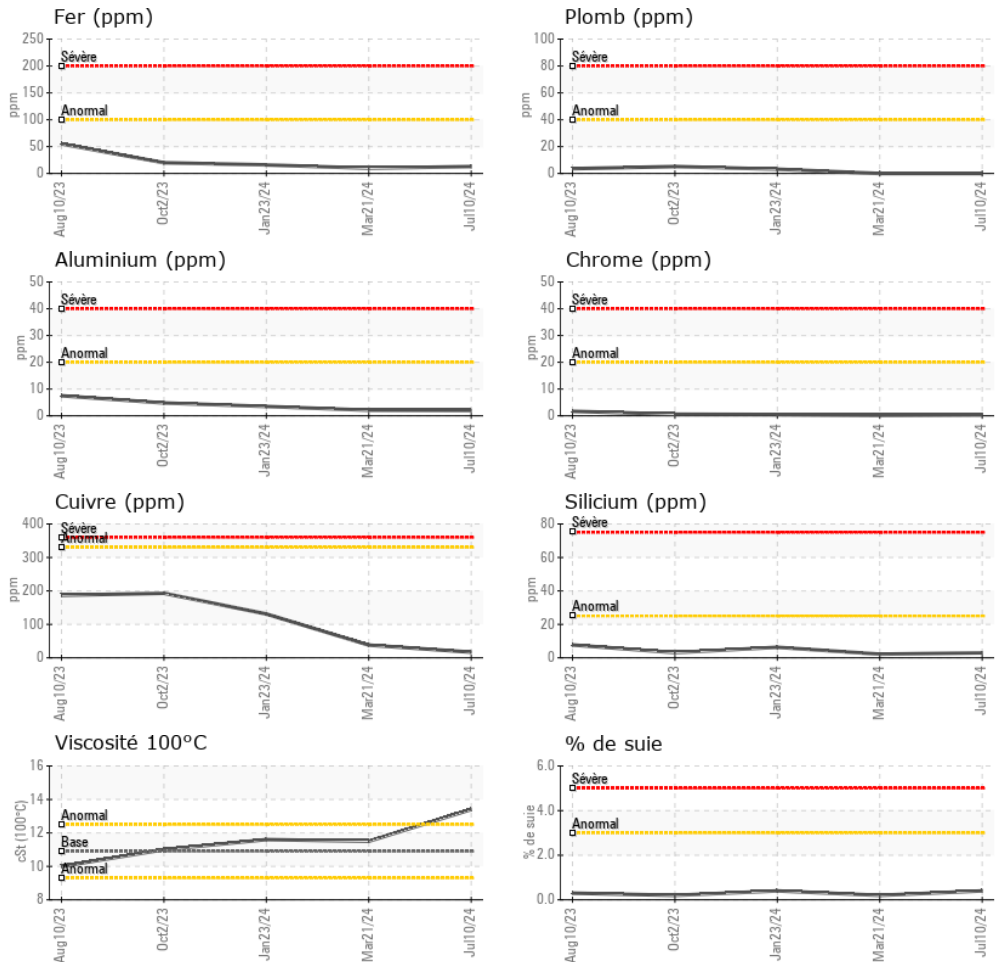 Fer (ppm)
250
200
150
100
50
0
ppm
Sévère
Anormal
Aug10/23
Oct2/23
Jan23/24
Mar21/24
Jul10/24
Plomb (ppm)
100
80
60
40
20
0
ppm
Sévère
Anormal
Aug10/23
Oct2/23
Jan23/24
Mar21/24
Jul10/24
Aluminium (ppm)
50
40
30
20
10
0
ppm
Sévère
Anormal
Aug10/23
Oct2/23
Jan23/24
Mar21/24
Jul10/24
Chrome (ppm)
50
40
30
20
10
0
ppm
Sévère
Anormal
Aug10/23
Oct2/23
Jan23/24
Mar21/24
Jul10/24
Cuivre (ppm)
400
300
200
100
0
ppm
Sévère
Anormal
Aug10/23
Oct2/23
Jan23/24
Mar21/24
Jul10/24
Silicium (ppm)
80
60
40
20
0
ppm
Sévère
Anormal
Aug10/23
Oct2/23
Jan23/24
Mar21/24
Jul10/24
Viscosité 100°C
16
14
12
10
8
cSt (100°C)
Anormal
Base
Anormal
Aug10/23
Oct2/23
Jan23/24
Mar21/24
Jul10/24
% de suie
6.0
4.0
2.0
0.0
% de suie
Sévère
Anormal
Aug10/23
Oct2/23
Jan23/24
Mar21/24
Jul10/24